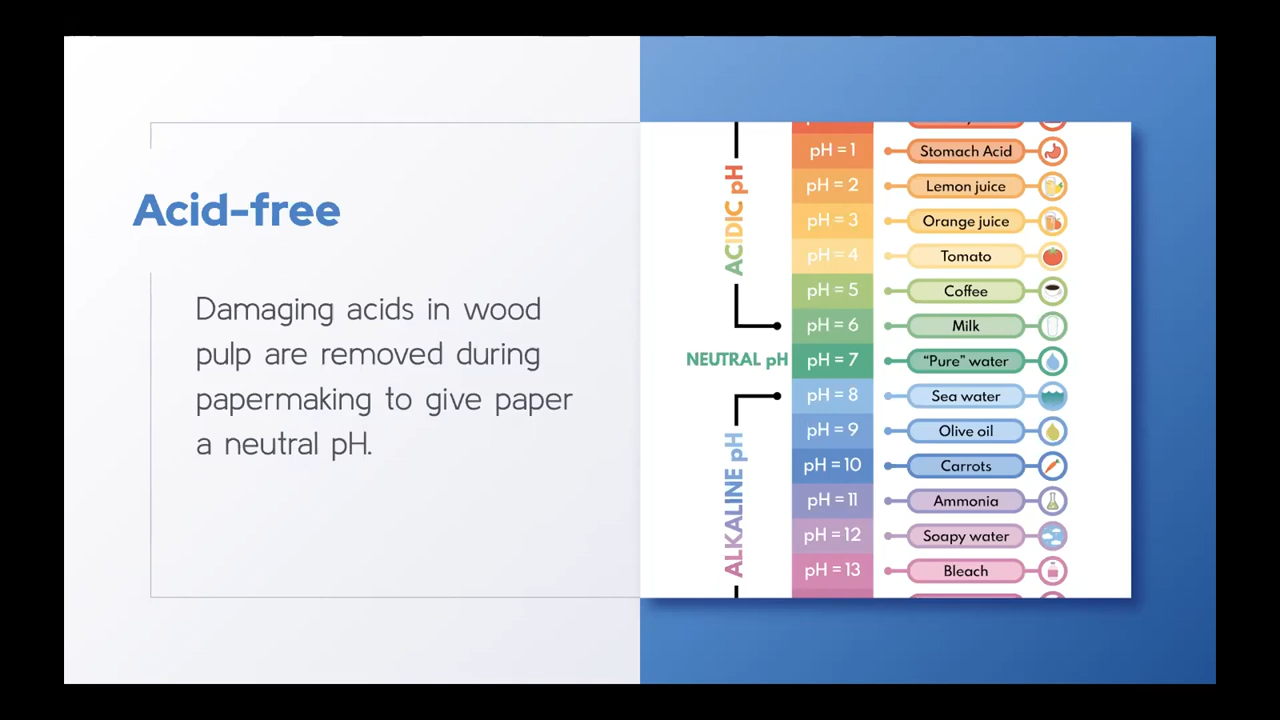 Acid-free
Damaging acids in wood
pulp are removed during
papermaking to give paper
a neutral pH.
ACIDIC pH
NEUTRAL pH
ALKALINE pH
pH = 1 Stomach Acid
pH = 2 Lemon juice
pH = 3 Orange juice
pH = 4 Tomato
pH = 5 Coffee
pH = 6 Milk
pH = 7 “Pure” water
pH = 8 Sea water
pH = 9 Olive oil
pH = 10 Carrots
pH = 11 Ammonia
pH = 12 Soapy water
pH = 13 Bleach